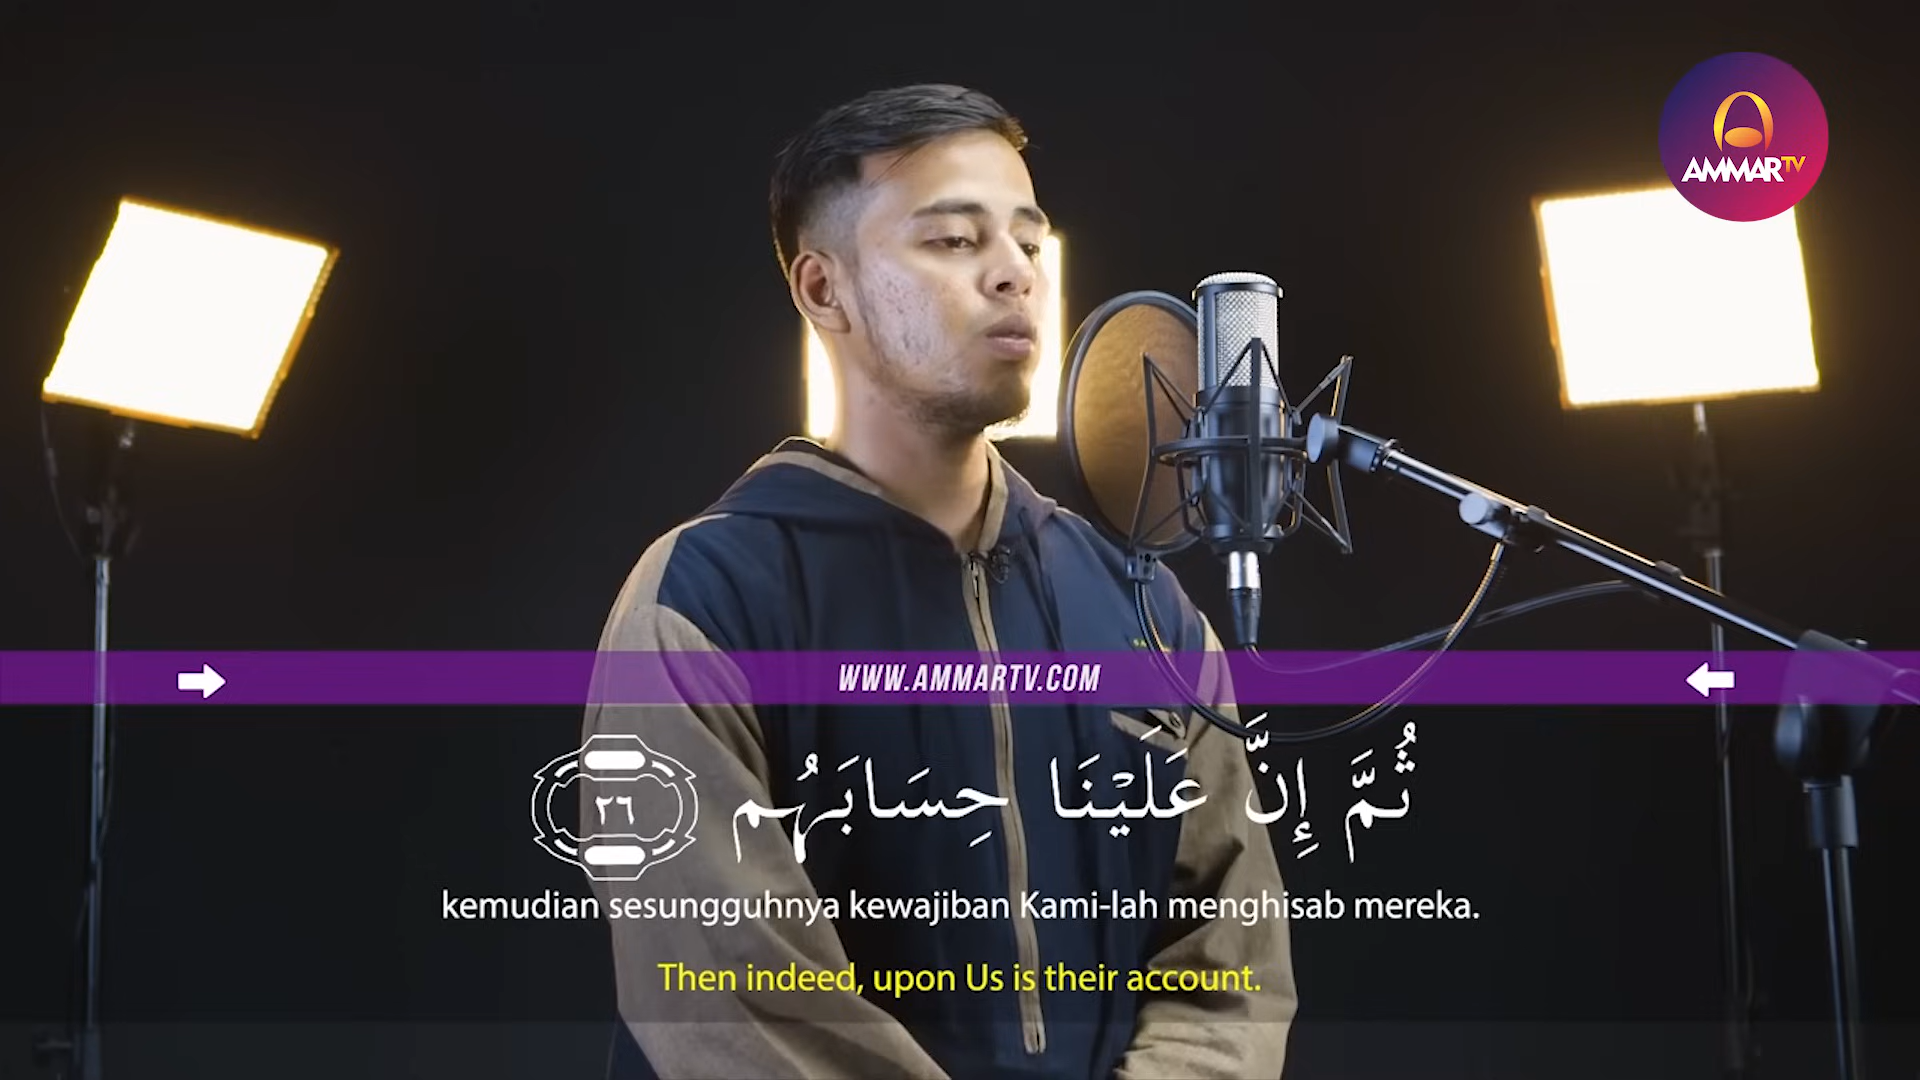 AMMARTV
WWW.AMMARTV.COM
ثُمَّ إِنَّ عَلَيْنَا حِسَابَهُم ٢٦
kemudian sesungguhnya kewajiban Kami-lah menghisab mereka.
Then indeed, upon Us is their account.